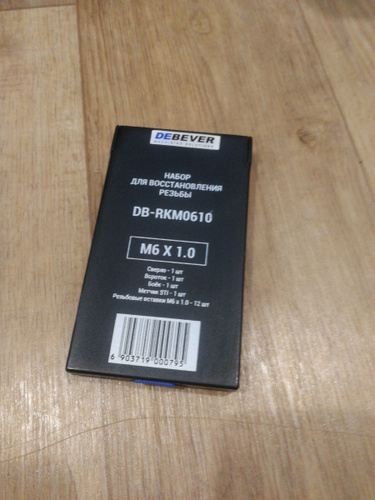 DEBEVER
НАБОР
ДЛЯ ВОССТАНОВЛЕНИЯ
РЕЗЬБЫ
DB-RKM0610
M6 X 1.0
Сверло - 1 шт
Вороток - 1 шт
Боёк - 1 шт
Метчик STI - 1 шт
Резьбовые вставки M6 x 1.0 - 12 шт
6 903719 000795